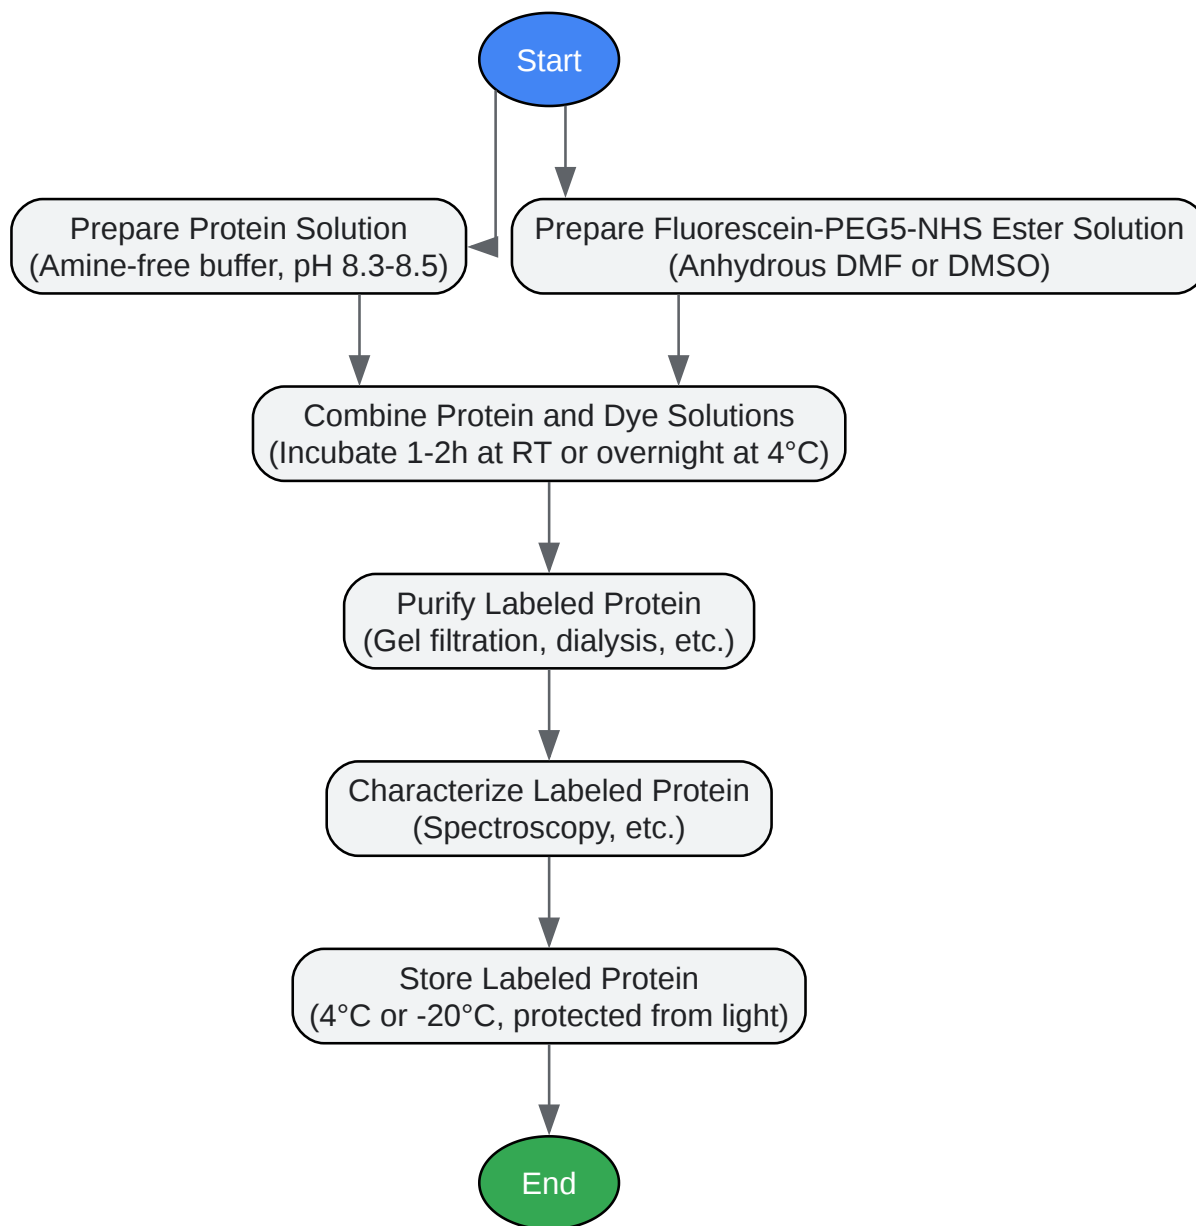 Start
Prepare Protein Solution
(Amine-free buffer, pH 8.3-8.5)
Prepare Fluorescein-PEG5-NHS Ester Solution
(Anhydrous DMF or DMSO)
Combine Protein and Dye Solutions
(Incubate 1-2h at RT or overnight at 4°C)
Purify Labeled Protein
(Gel filtration, dialysis, etc.)
Characterize Labeled Protein
(Spectroscopy, etc.)
Store Labeled Protein
(4°C or -20°C, protected from light)
End